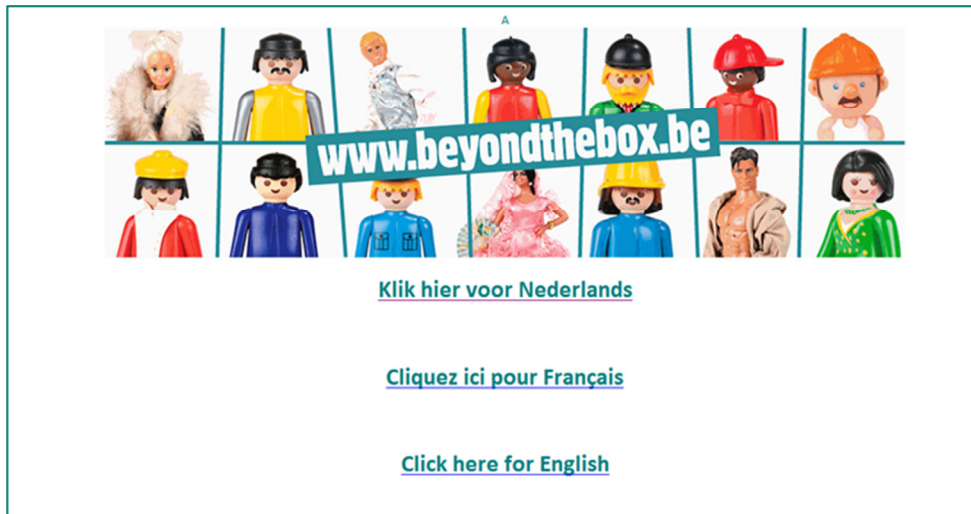 A
www.beyondthebox.be
Klik hier voor Nederlands
Cliquez ici pour Français
Click here for English